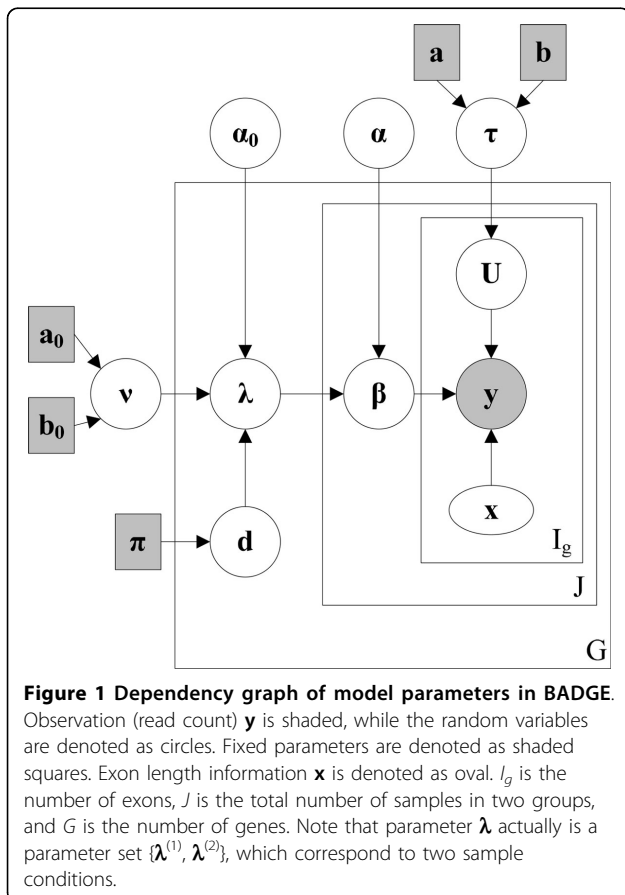 a
b
α₀
α
τ
U
a₀
b₀
ν
λ
β
y
π
d
x
I_g
J
G
Figure 1 Dependency graph of model parameters in BADGE.
Observation (read count) y is shaded, while the random variables
are denoted as circles. Fixed parameters are denoted as shaded
squares. Exon length information x is denoted as oval. I_g is the
number of exons, J is the total number of samples in two groups,
and G is the number of genes. Note that parameter λ actually is a
parameter set {λ⁽¹⁾, λ⁽²⁾}, which correspond to two sample
conditions.